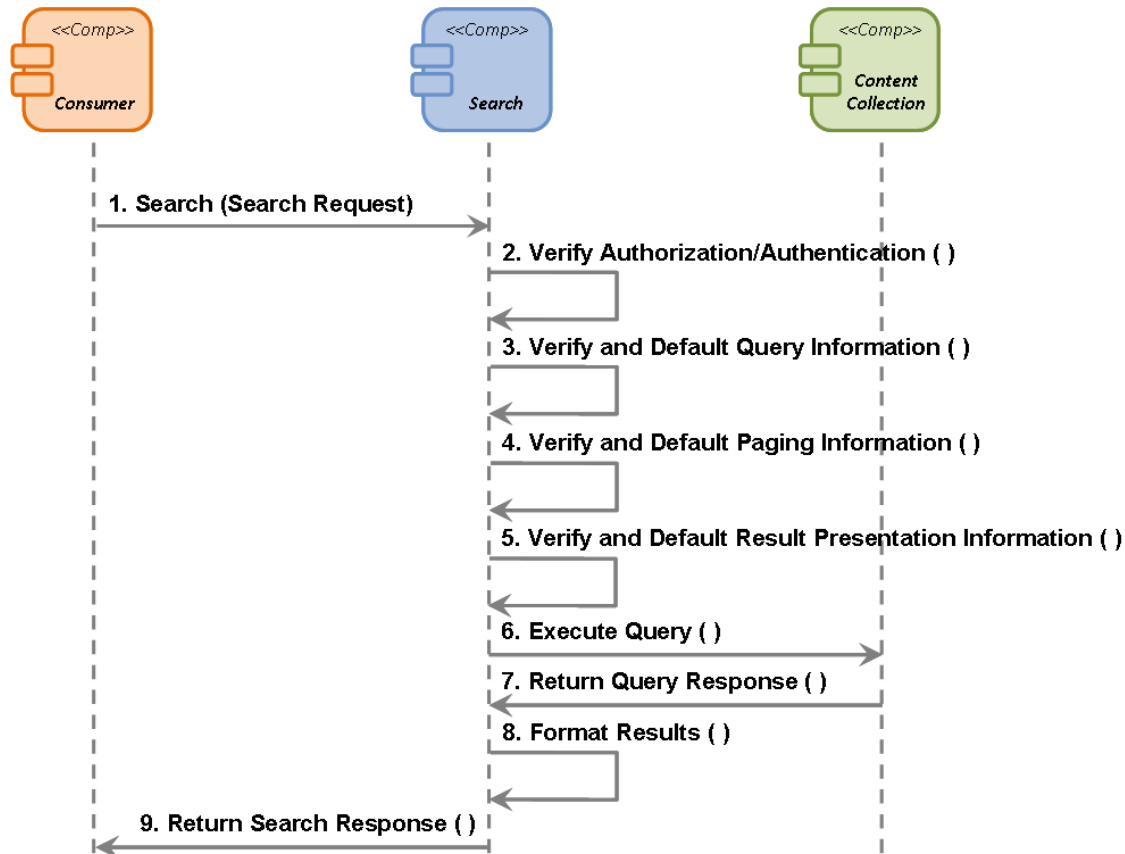 <<Comp>>
Consumer
<<Comp>>
Search
<<Comp>>
Content
Collection
1. Search (Search Request)
2. Verify Authorization/Authentication ( )
3. Verify and Default Query Information ( )
4. Verify and Default Paging Information ( )
5. Verify and Default Result Presentation Information ( )
6. Execute Query ( )
7. Return Query Response ( )
8. Format Results ( )
9. Return Search Response ( )